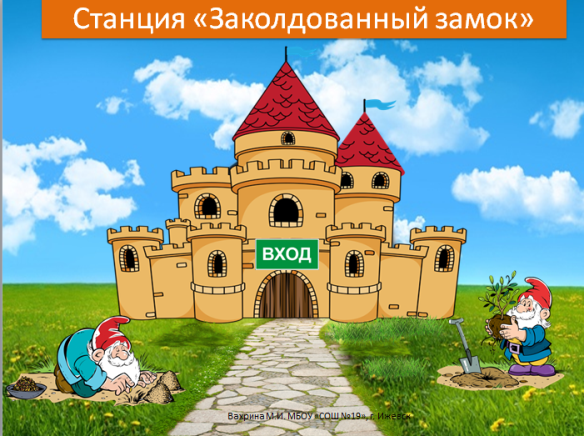 Станция «Заколдованный замок»
ВХОД
Вахрина М.И. МБОУ «СОШ №19», г. Ижевск